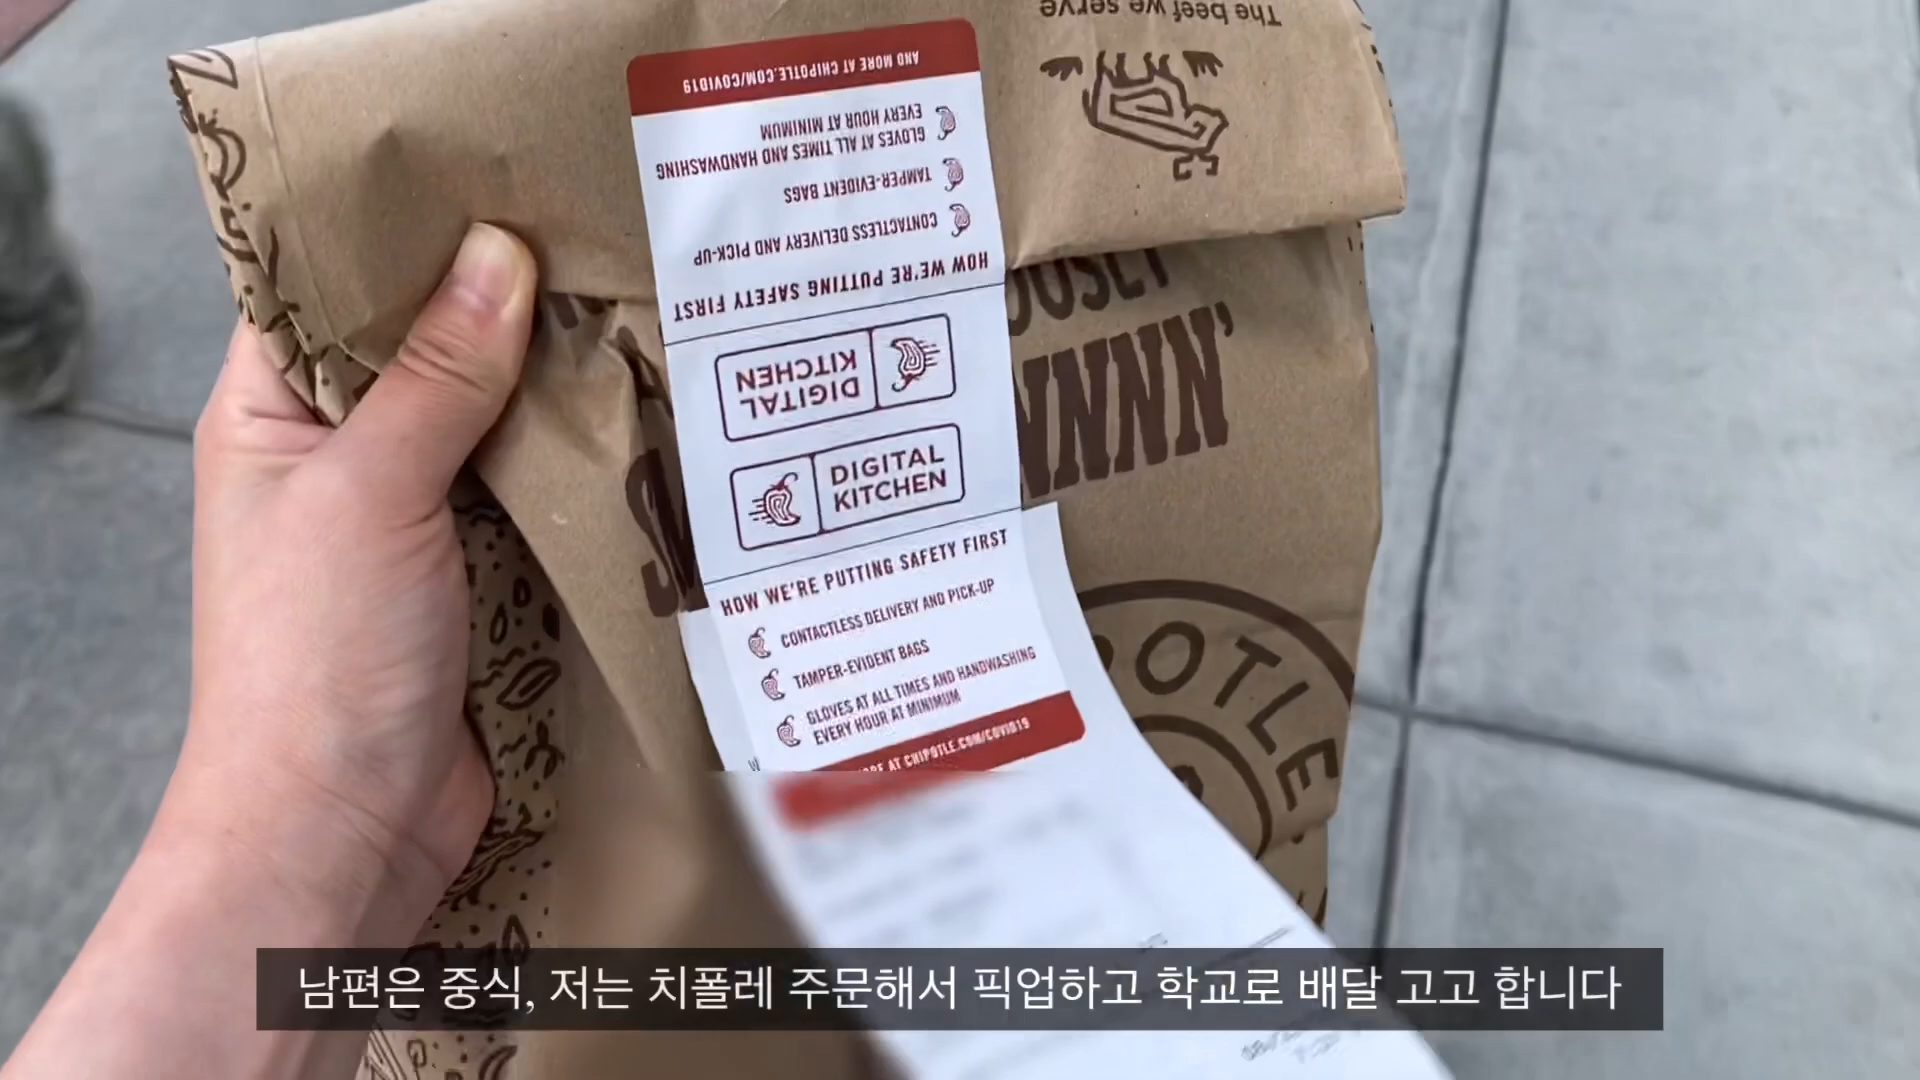 The beef we serve
AND MORE AT CHIPOTLE.COM/COVID19
GLOVES AT ALL TIMES AND HANDWASHING
EVERY HOUR AT MINIMUM
TAMPER-EVIDENT BAGS
CONTACTLESS DELIVERY AND PICK-UP
HOW WE'RE PUTTING SAFETY FIRST
DIGITAL
KITCHEN
DIGITAL
KITCHEN
HOW WE'RE PUTTING SAFETY FIRST
CONTACTLESS DELIVERY AND PICK-UP
TAMPER-EVIDENT BAGS
GLOVES AT ALL TIMES AND HANDWASHING
EVERY HOUR AT MINIMUM
AT CHIPOTLE.COM/COVID19
NNNN'
POTLE
남편은 중식, 저는 치폴레 주문해서 픽업하고 학교로 배달 고고 합니다